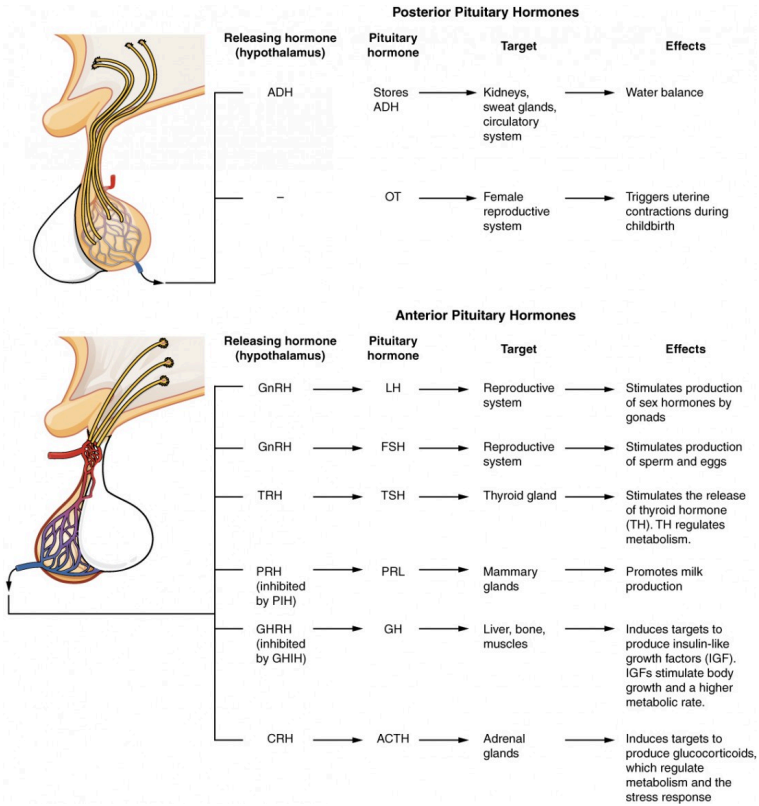 Posterior Pituitary Hormones
Releasing hormone
(hypothalamus)
Pituitary
hormone
Target
Effects
ADH
Stores
ADH
Kidneys,
sweat glands,
circulatory
system
Water balance
–
OT
Female
reproductive
system
Triggers uterine
contractions during
childbirth
Anterior Pituitary Hormones
Releasing hormone
(hypothalamus)
Pituitary
hormone
Target
Effects
GnRH
LH
Reproductive
system
Stimulates production
of sex hormones by
gonads
GnRH
FSH
Reproductive
system
Stimulates production
of sperm and eggs
TRH
TSH
Thyroid gland
Stimulates the release
of thyroid hormone
(TH). TH regulates
metabolism.
PRH
(inhibited
by PIH)
PRL
Mammary
glands
Promotes milk
production
GHRH
(inhibited
by GHIH)
GH
Liver, bone,
muscles
Induces targets to
produce insulin-like
growth factors (IGF).
IGFs stimulate body
growth and a higher
metabolic rate.
CRH
ACTH
Adrenal
glands
Induces targets to
produce glucocorticoids,
which regulate
metabolism and the
stress response